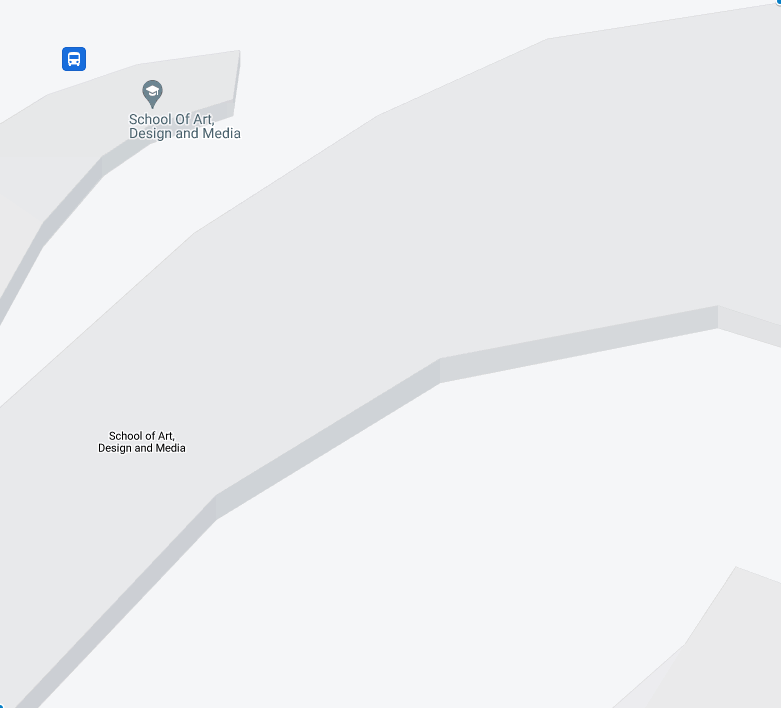 School Of Art,
Design and Media
School of Art,
Design and Media